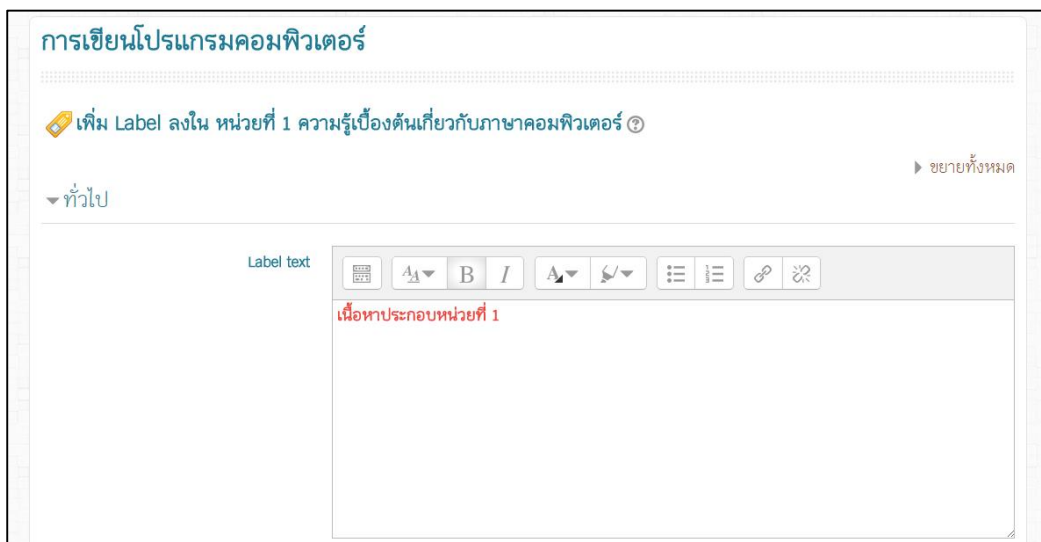 การเขียนโปรแกรมคอมพิวเตอร์
เพิ่ม Label ลงใน หน่วยที่ 1 ความรู้เบื้องต้นเกี่ยวกับภาษาคอมพิวเตอร์
ขยายทั้งหมด
ทั่วไป
Label text
เนื้อหาประกอบหน่วยที่ 1